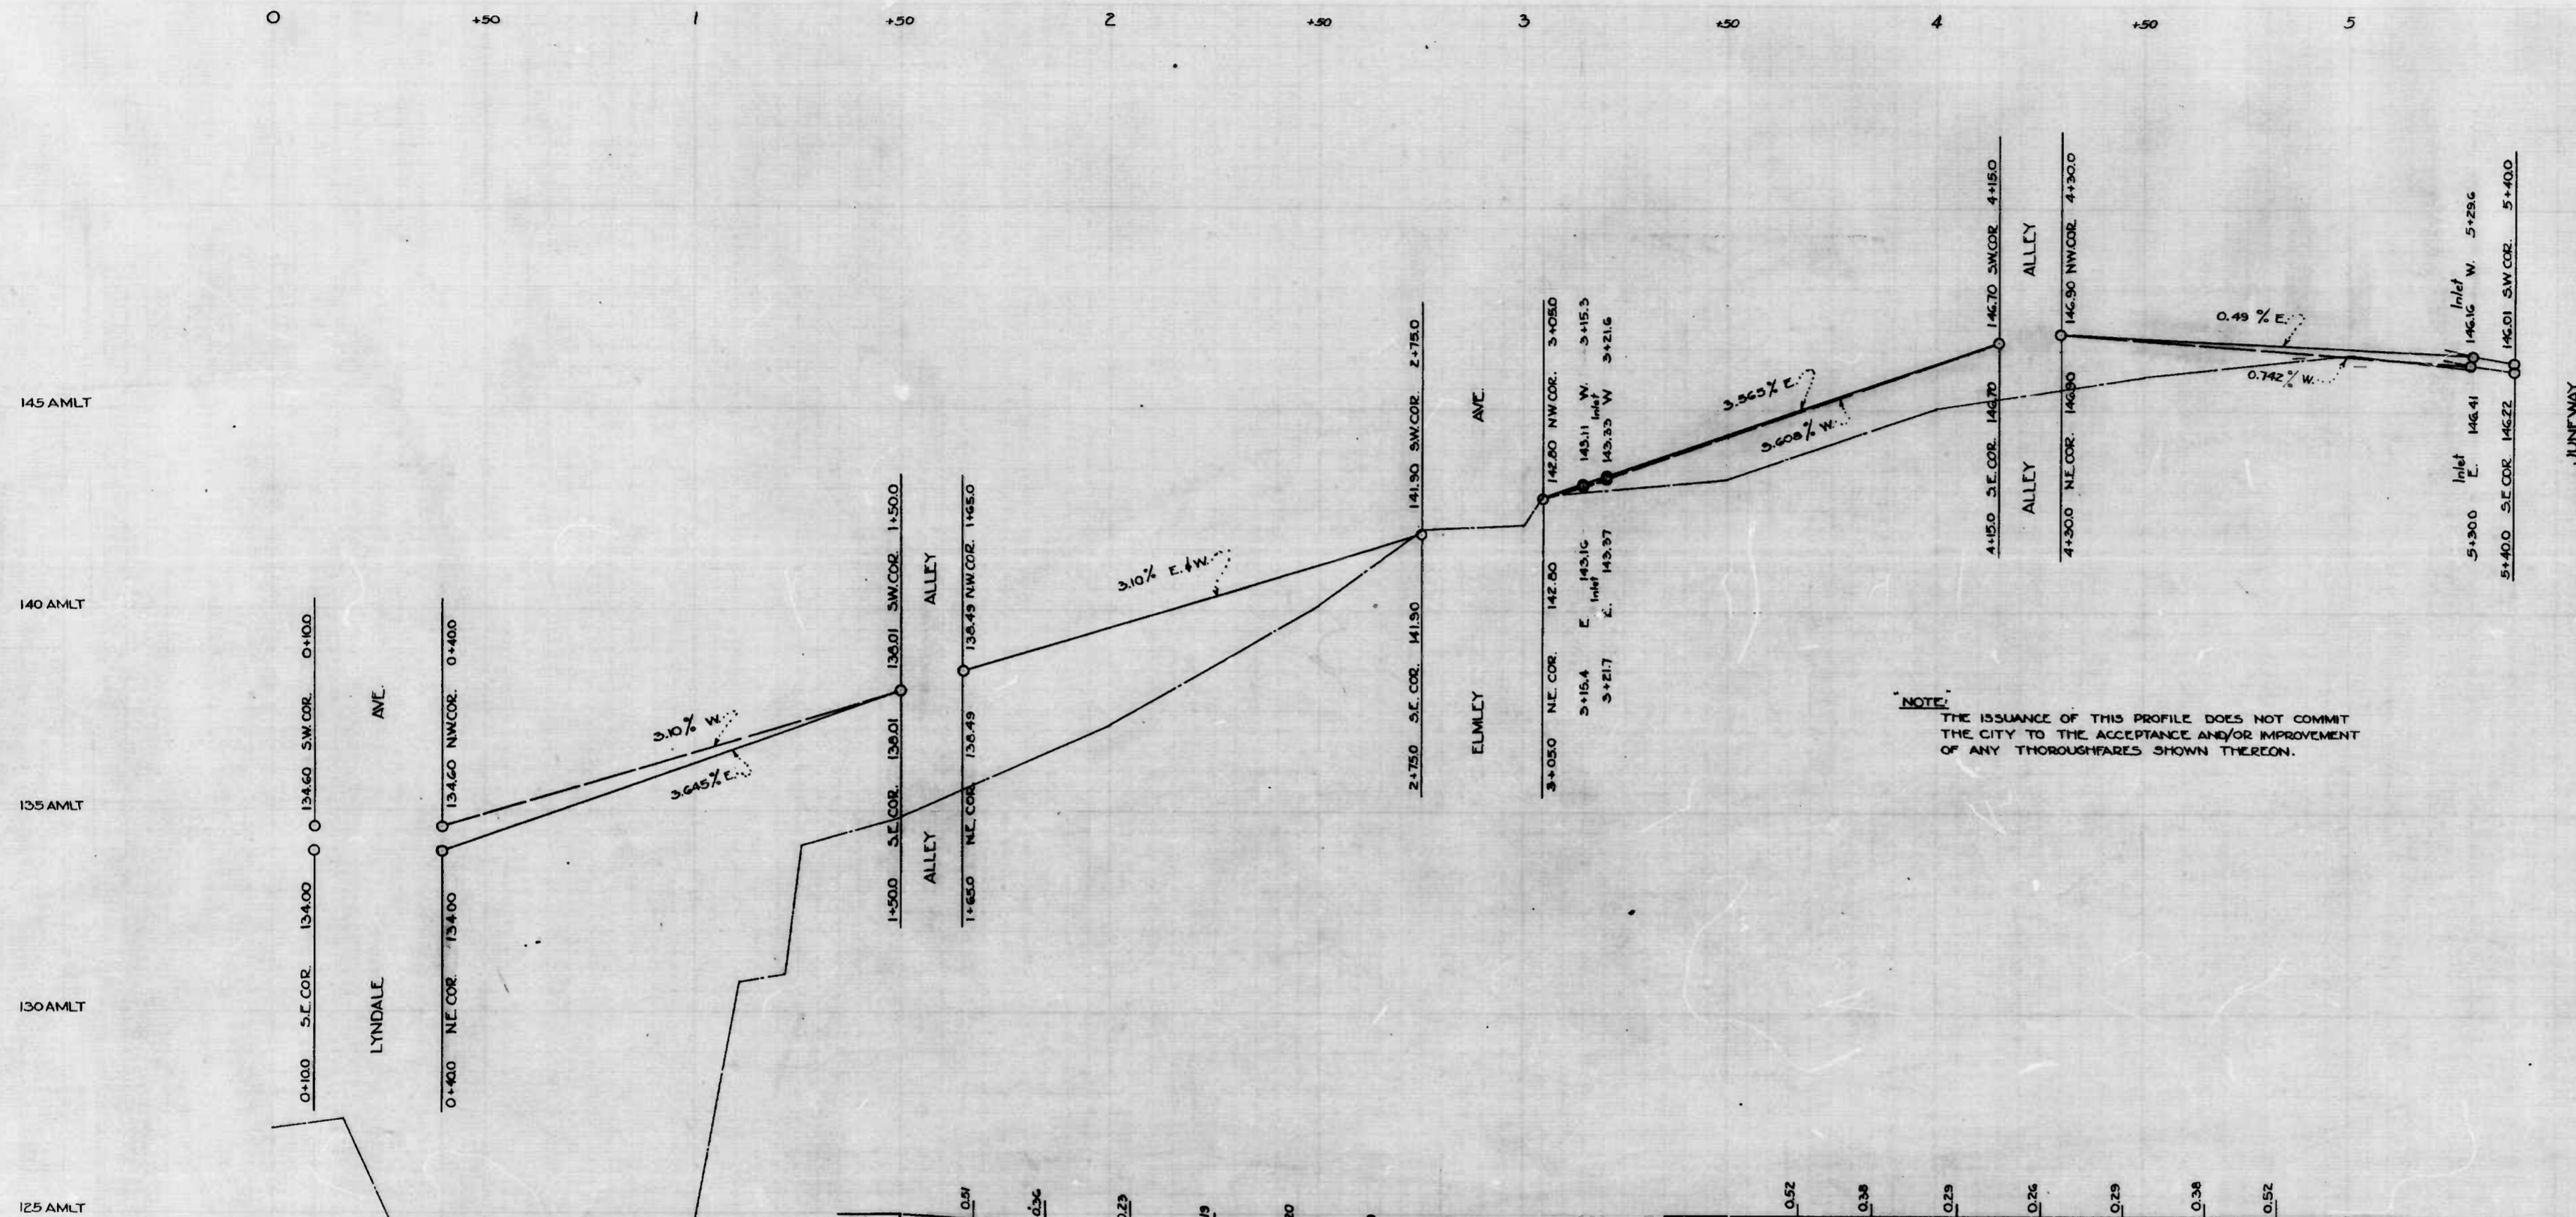 0 +50 1 +50 2 +50 3 +50 4 +50 5
145 AMLT
140 AMLT
135 AMLT
130 AMLT
125 AMLT
0+10.0 S.E. COR. 134.00
134.60 S.W. COR. 0+10.0
LYNDALE AVE.
0+40.0 N.E. COR. 134.00
134.60 N.W. COR. 0+40.0
3.10% W.
3.645% E.
1+50.0 S.E. COR. 138.01
138.01 S.W. COR. 1+50.0
ALLEY
ALLEY
1+65.0 N.E. COR. 138.49
138.49 N.W. COR. 1+65.0
3.10% E. & W.
2+75.0 S.E. COR. 141.90
141.90 S.W. COR. 2+75.0
ELMLEY AVE.
3+05.0 N.E. COR. 142.80
142.80 N.W. COR. 3+05.0
3+15.4 E 143.16
143.11 W. 3+15.3
Inlet
Inlet
3+21.7 E. 143.37
143.33 W 3+21.6
3.565% E.
3.608% W.
4+15.0 S.E. COR. 146.70
146.70 S.W. COR. 4+15.0
ALLEY
ALLEY
4+30.0 N.E. COR. 146.90
146.90 N.W. COR. 4+30.0
0.49 % E.
0.742 % W.
Inlet
5+30.0 E. 146.41
Inlet
146.16 W. 5+29.6
5+40.0 S.E. COR. 146.22
146.01 S.W. COR. 5+40.0
JUNEWAY
"NOTE:"
THE ISSUANCE OF THIS PROFILE DOES NOT COMMIT
THE CITY TO THE ACCEPTANCE AND/OR IMPROVEMENT
OF ANY THOROUGHFARES SHOWN THEREON.
0.51
0.36
0.23
0.52
0.38
0.29
0.26
0.29
0.38
0.52